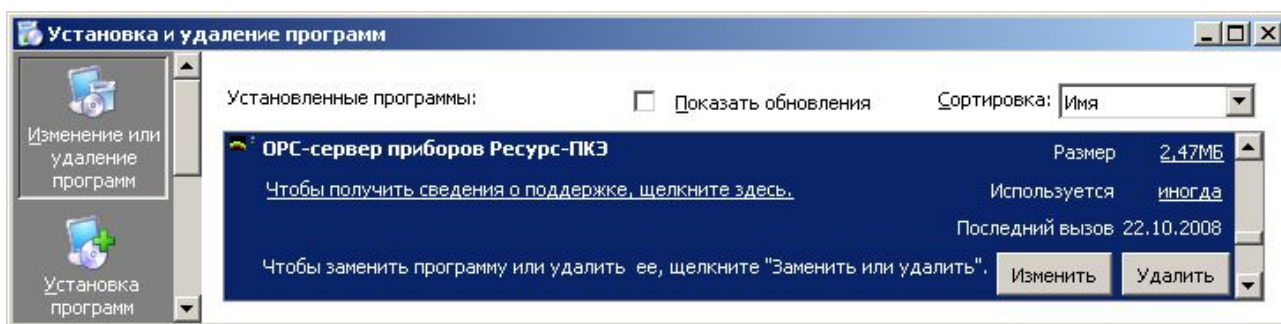 Установка и удаление программ
Изменение или
удаление
программ
Установка
программ
Установленные программы:
Показать обновления
Сортировка: Имя
OPC-сервер приборов Ресурс-ПКЭ
Размер 2,47МБ
Чтобы получить сведения о поддержке, щелкните здесь.
Используется иногда
Последний вызов 22.10.2008
Чтобы заменить программу или удалить ее, щелкните "Заменить или удалить".
Изменить
Удалить